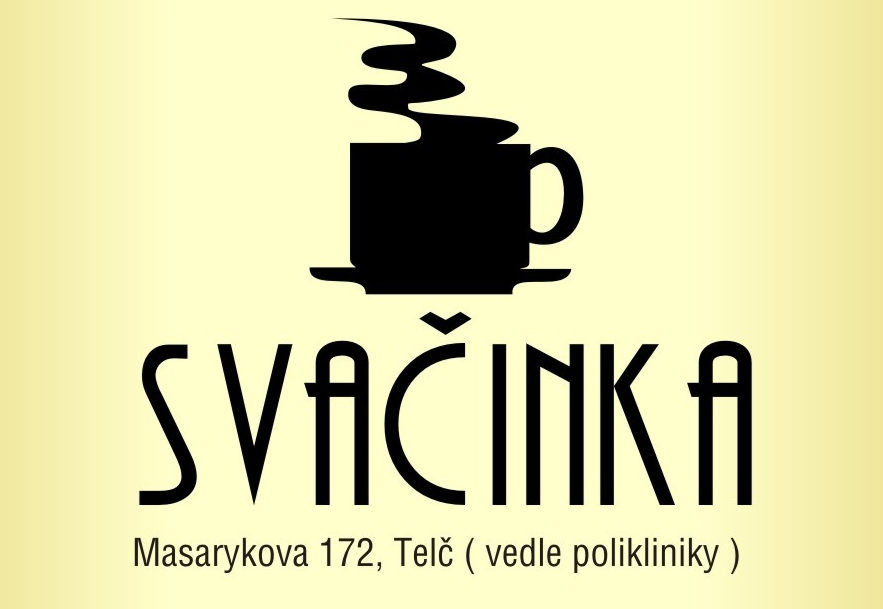 SVAČINKA
Masarykova 172, Telč ( vedle polikliniky )